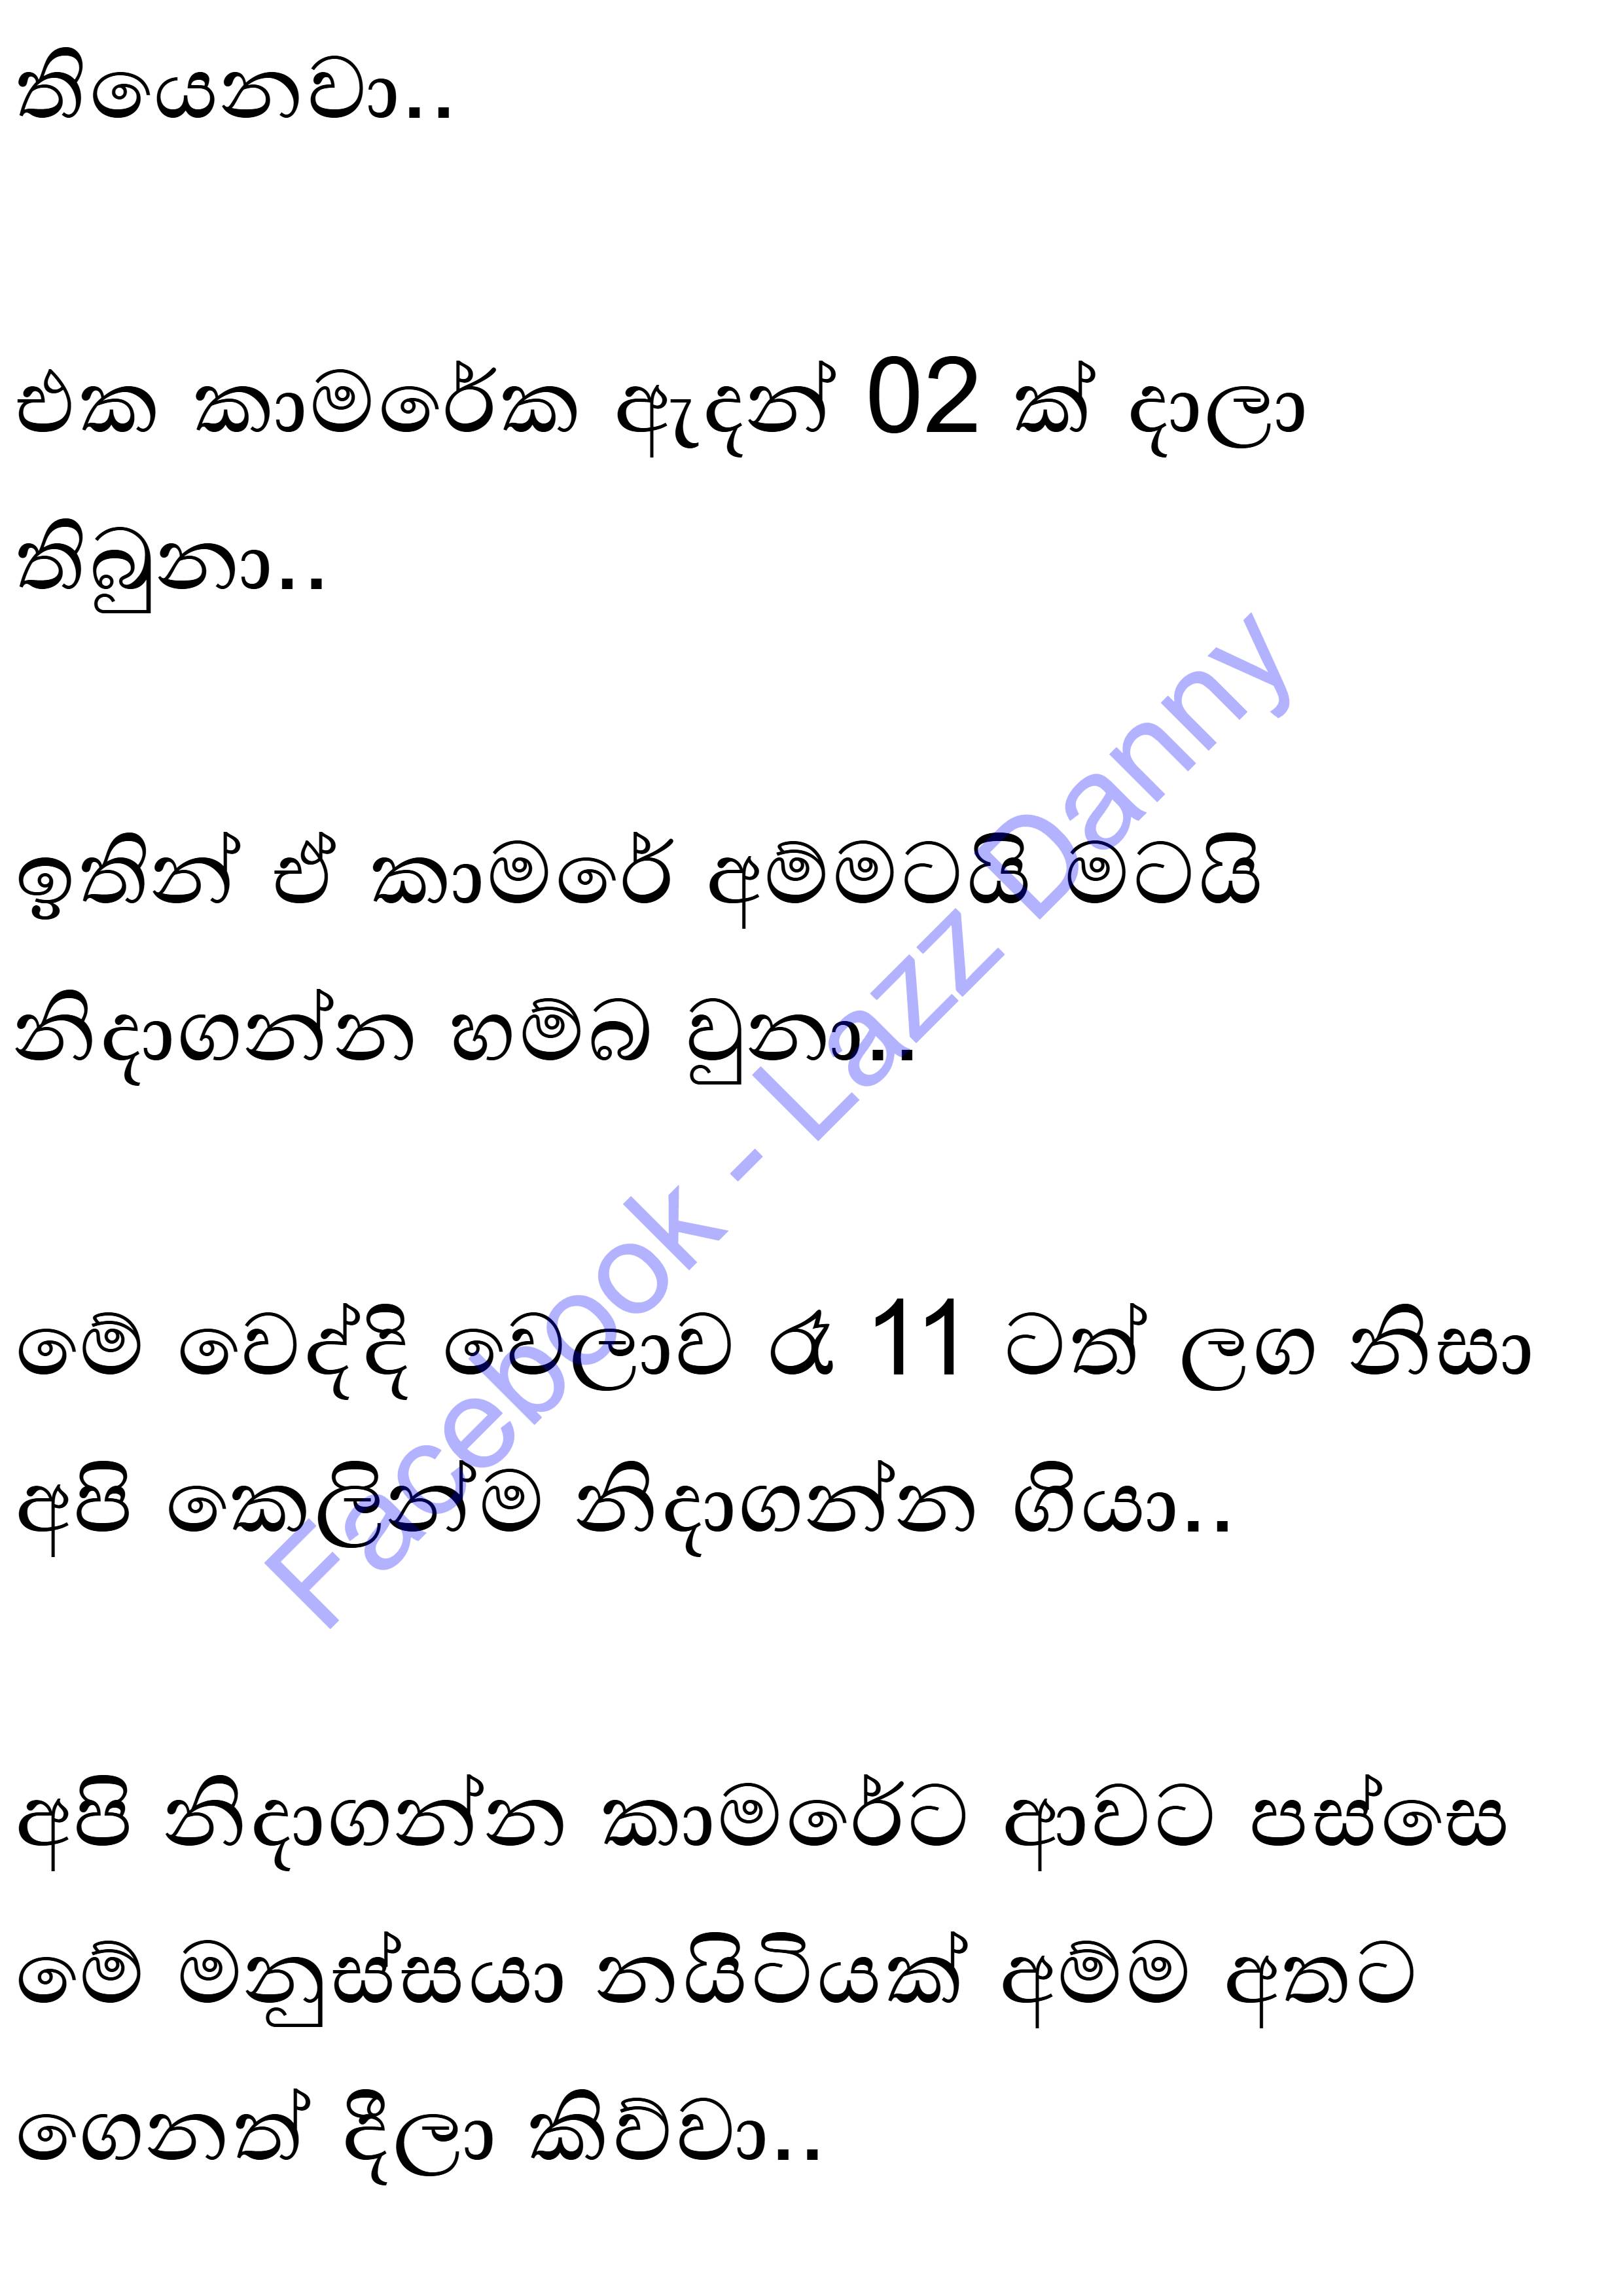 තියෙනවා..
එක කාමරේක ඇදන් 02 ක් දාලා
තිබුනා..
ඉතින් ඒ කාමරේ අම්මටයි මටයි
නිදාගන්න හම්බ වුනා..
මේ වෙද්දි වෙලාව රෑ 11 ටත් ලග නිසා
අපි කෙලින්ම නිදාගන්න ගියා..
අපි නිදාගන්න කාමරේට ආවට පස්සෙ
මේ මනුස්සයා නයිටියක් අම්ම අතට
ගෙනත් දීලා කිව්වා..
Facebook - Lazz Danny